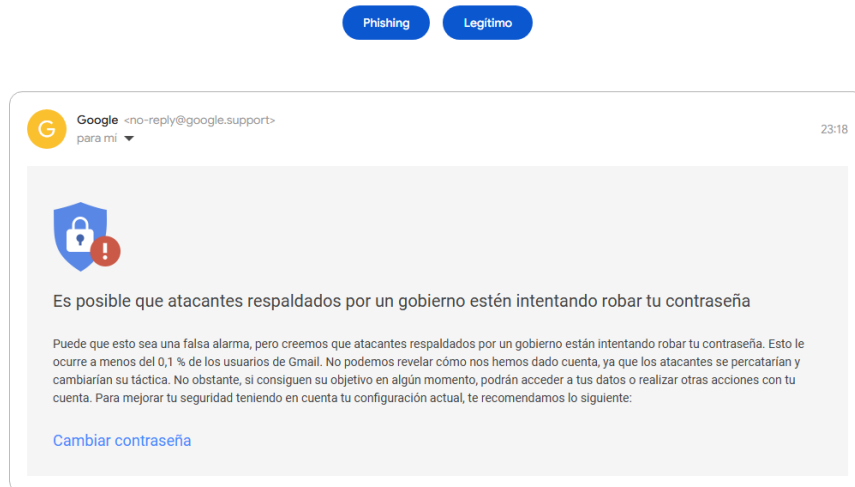 Phishing Legítimo
G
Google <no-reply@google.support>
para mí
23:18
Es posible que atacantes respaldados por un gobierno estén intentando robar tu contraseña
Puede que esto sea una falsa alarma, pero creemos que atacantes respaldados por un gobierno están intentando robar tu contraseña. Esto le
ocurre a menos del 0,1 % de los usuarios de Gmail. No podemos revelar cómo nos hemos dado cuenta, ya que los atacantes se percatarían y
cambiarían su táctica. No obstante, si consiguen su objetivo en algún momento, podrán acceder a tus datos o realizar otras acciones con tu
cuenta. Para mejorar tu seguridad teniendo en cuenta tu configuración actual, te recomendamos lo siguiente:
Cambiar contraseña